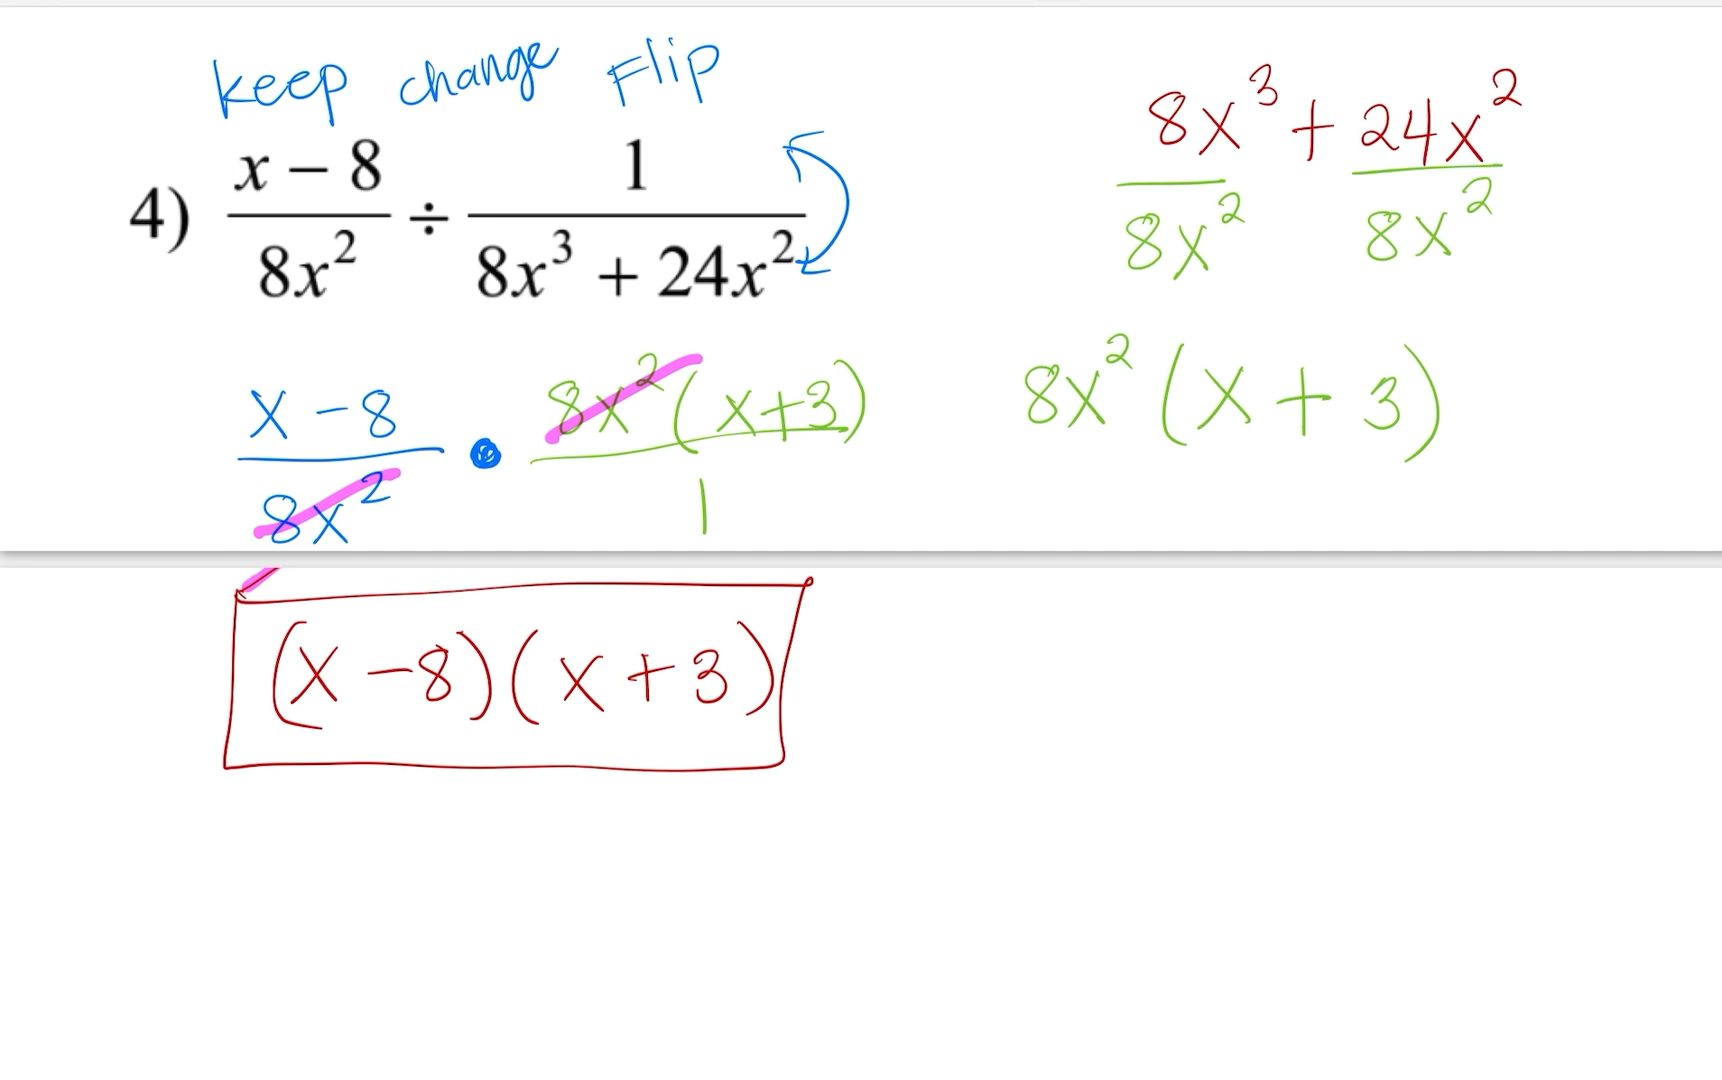 keep change Flip
4) x − 8 / 8x² ÷ 1 / 8x³ + 24x²
8x³ + 24x²
8x² 8x²
8x² (x + 3)
x − 8 / 8x² • 8x² (x+3) / 1
(x − 8)(x + 3)